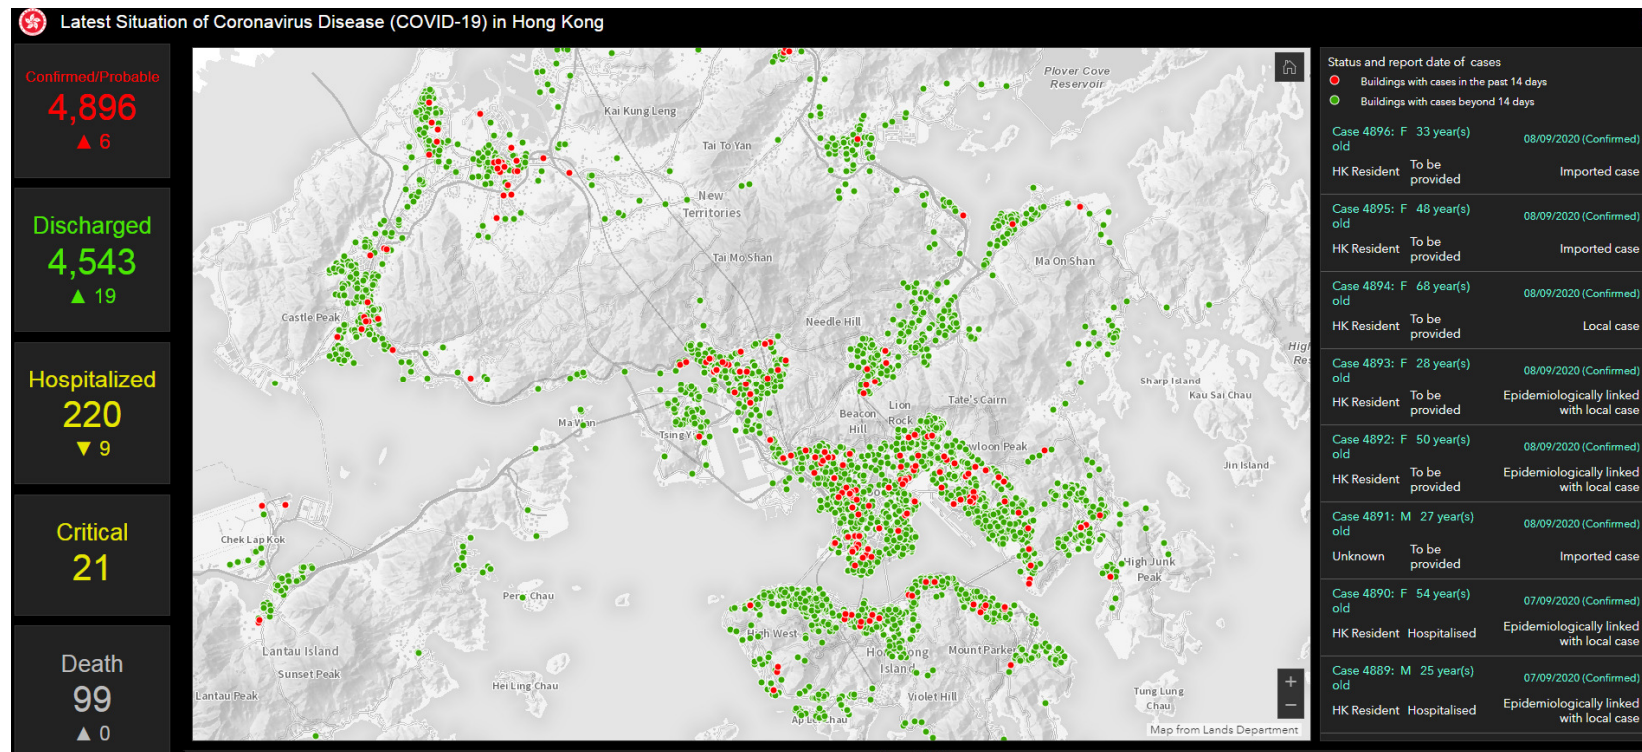 Latest Situation of Coronavirus Disease (COVID-19) in Hong Kong
Confirmed/Probable
4,896
▲ 6
Discharged
4,543
▲ 19
Hospitalized
220
▼ 9
Critical
21
Death
99
▲ 0
Plover Cove
Reservoir
Kai Kung Leng
Tai To Yan
New
Territories
Tai Mo Shan
Ma On Shan
Castle Peak
Needle Hill
Sharp Island
Kau Sai Chau
Tate's Cairn
Lion
Rock
Beacon
Hill
Ma Wan
Jin Island
Chek Lap Kok
High Junk
Peak
High West
Mount Parker
Island
Lantau Island
Sunset Peak
Hei Ling Chau
Lantau Peak
Violet Hill
Tung Lung
Chau
Map from Lands Department
+
−
Status and report date of cases
Buildings with cases in the past 14 days
Buildings with cases beyond 14 days
Case 4896: F 33 year(s)
old
08/09/2020 (Confirmed)
HK Resident
To be
provided
Imported case
Case 4895: F 48 year(s)
old
08/09/2020 (Confirmed)
HK Resident
To be
provided
Imported case
Case 4894: F 68 year(s)
old
08/09/2020 (Confirmed)
HK Resident
To be
provided
Local case
Case 4893: F 28 year(s)
old
08/09/2020 (Confirmed)
HK Resident
To be
provided
Epidemiologically linked
with local case
Case 4892: F 50 year(s)
old
08/09/2020 (Confirmed)
HK Resident
To be
provided
Epidemiologically linked
with local case
Case 4891: M 27 year(s)
old
08/09/2020 (Confirmed)
Unknown
To be
provided
Imported case
Case 4890: F 54 year(s)
old
07/09/2020 (Confirmed)
HK Resident Hospitalised
Epidemiologically linked
with local case
Case 4889: M 25 year(s)
old
07/09/2020 (Confirmed)
HK Resident Hospitalised
Epidemiologically linked
with local case